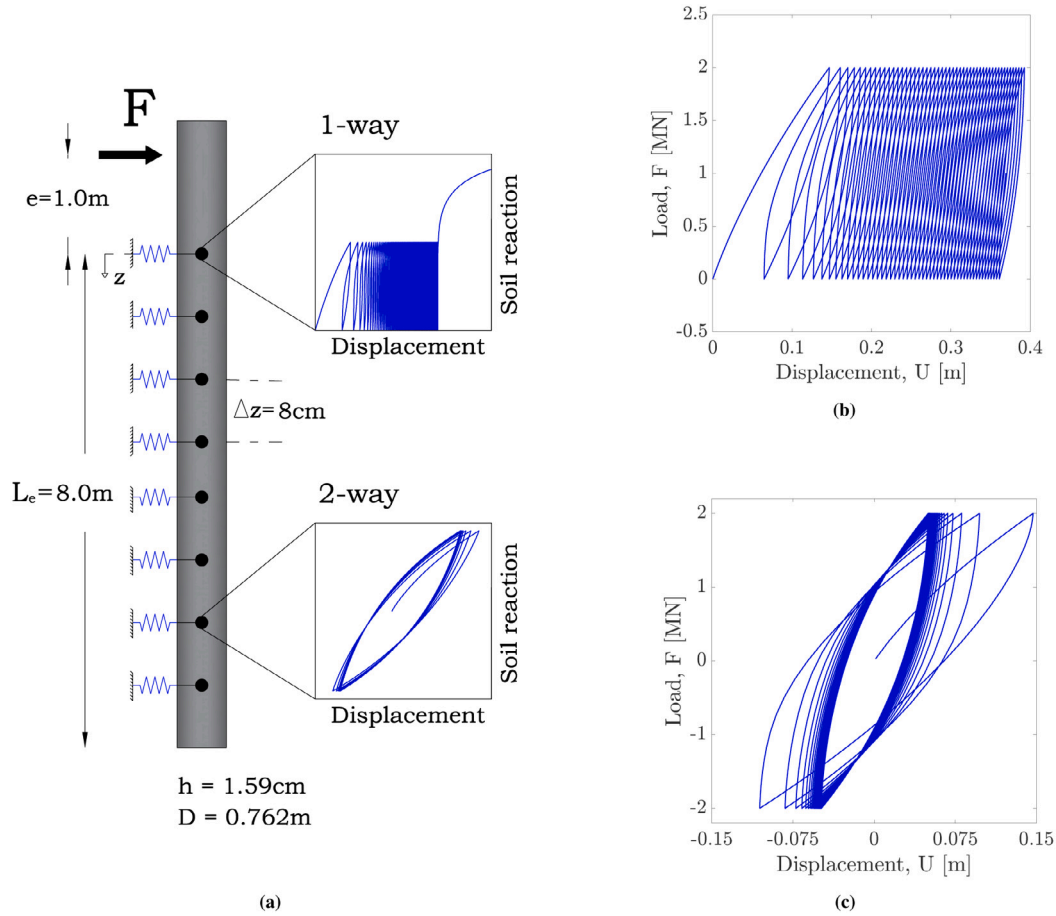 F
1-way
e=1.0m
z
Soil reaction
Displacement
Δz=8cm
Lₑ=8.0m
2-way
Soil reaction
Displacement
h = 1.59cm
D = 0.762m
(a)
2.5
2
1.5
1
0.5
0
-0.5
Load, F [MN]
0
0.1
0.2
0.3
0.4
Displacement, U [m]
(b)
2
1
0
-1
-2
Load, F [MN]
-0.15
-0.075
0
0.075
0.15
Displacement, U [m]
(c)